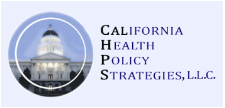 CALIFORNIA
HEALTH
POLICY
STRATEGIES, L.L.C.